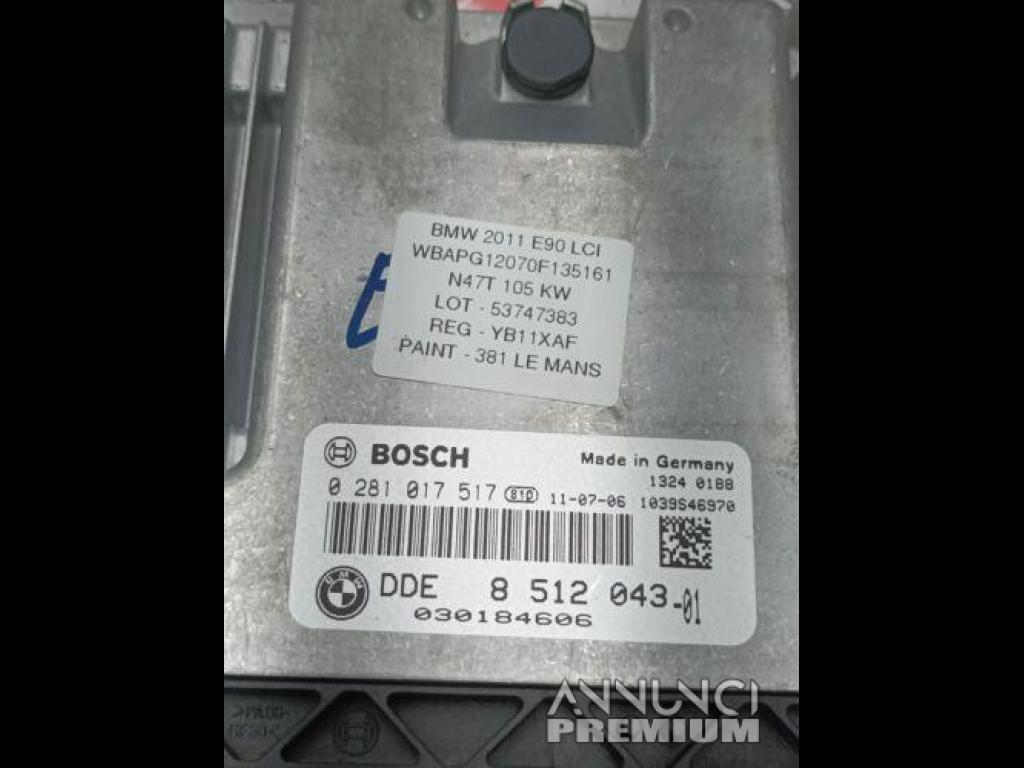 BMW 2011 E90 LCI
WBAPG12070F135161
N47T 105 KW
LOT - 53747383
REG - YB11XAF
PAINT - 381 LE MANS
BOSCH
Made in Germany
1324 0188
0 281 017 517 810 11-07-06 1039S46970
BMW
DDE 8 512 043-01
030184606
ANNUNCI
PREMIUM